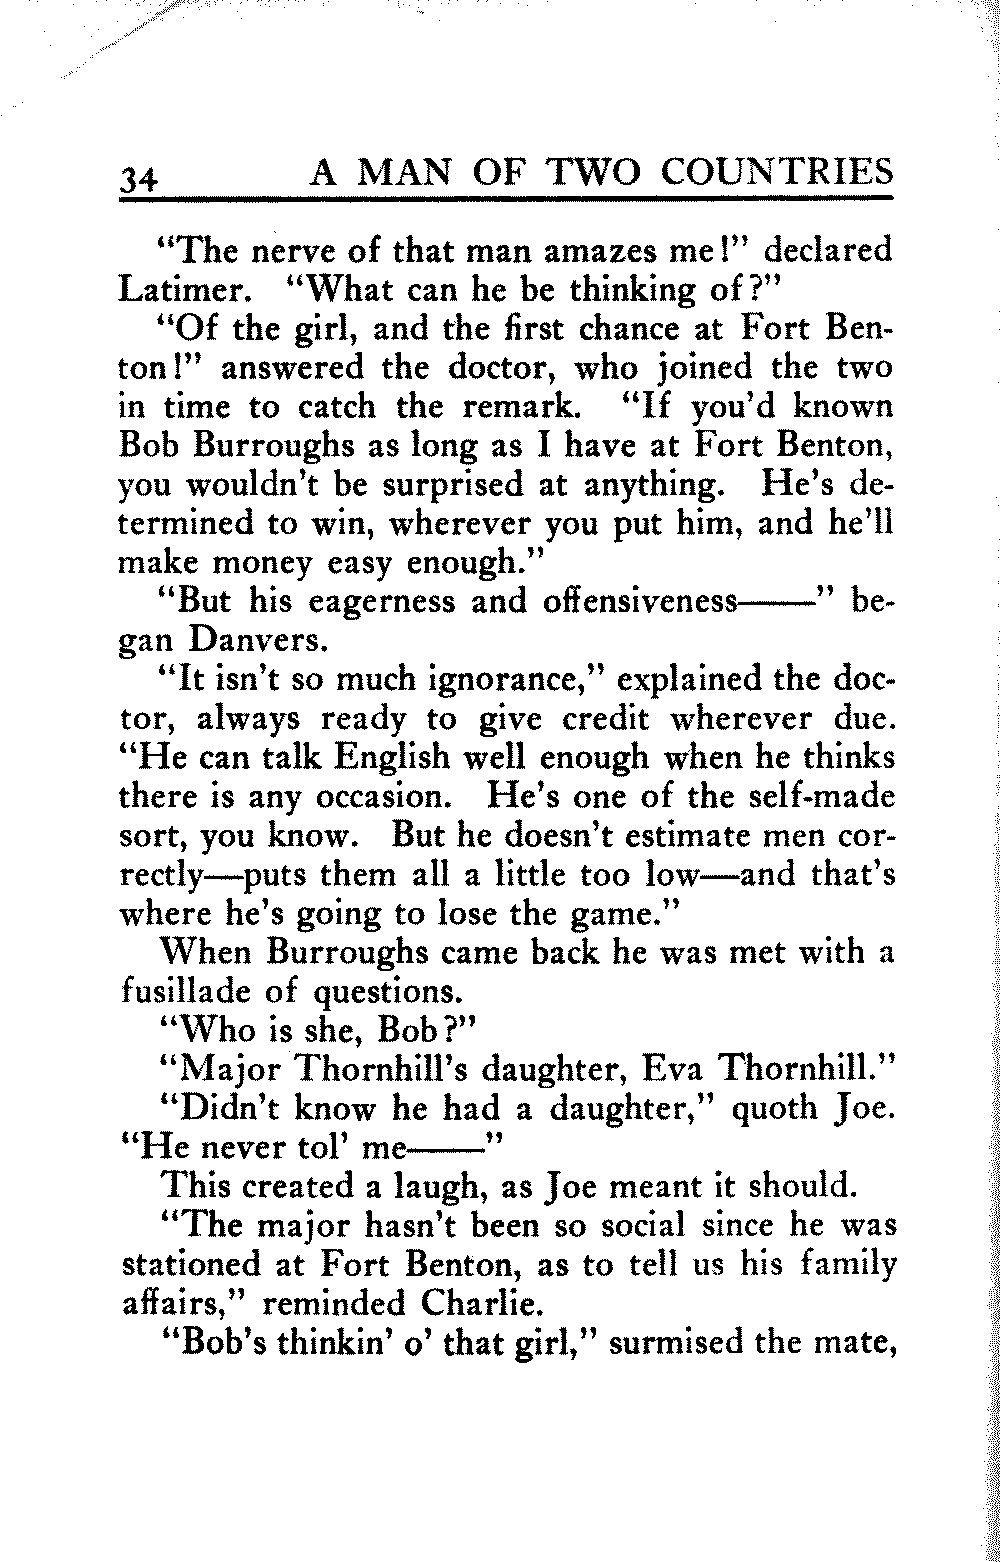 34 A MAN OF TWO COUNTRIES
“The nerve of that man amazes me!” declared
Latimer. “What can he be thinking of?”
“Of the girl, and the first chance at Fort Ben-
ton!” answered the doctor, who joined the two
in time to catch the remark. “If you’d known
Bob Burroughs as long as I have at Fort Benton,
you wouldn’t be surprised at anything. He’s de-
termined to win, wherever you put him, and he’ll
make money easy enough.”
“But his eagerness and offensiveness——” be-
gan Danvers.
“It isn’t so much ignorance,” explained the doc-
tor, always ready to give credit wherever due.
“He can talk English well enough when he thinks
there is any occasion. He’s one of the self-made
sort, you know. But he doesn’t estimate men cor-
rectly—puts them all a little too low—and that’s
where he’s going to lose the game.”
When Burroughs came back he was met with a
fusillade of questions.
“Who is she, Bob?”
“Major Thornhill’s daughter, Eva Thornhill.”
“Didn’t know he had a daughter,” quoth Joe.
“He never tol’ me——”
This created a laugh, as Joe meant it should.
“The major hasn’t been so social since he was
stationed at Fort Benton, as to tell us his family
affairs,” reminded Charlie.
“Bob’s thinkin’ o’ that girl,” surmised the mate,